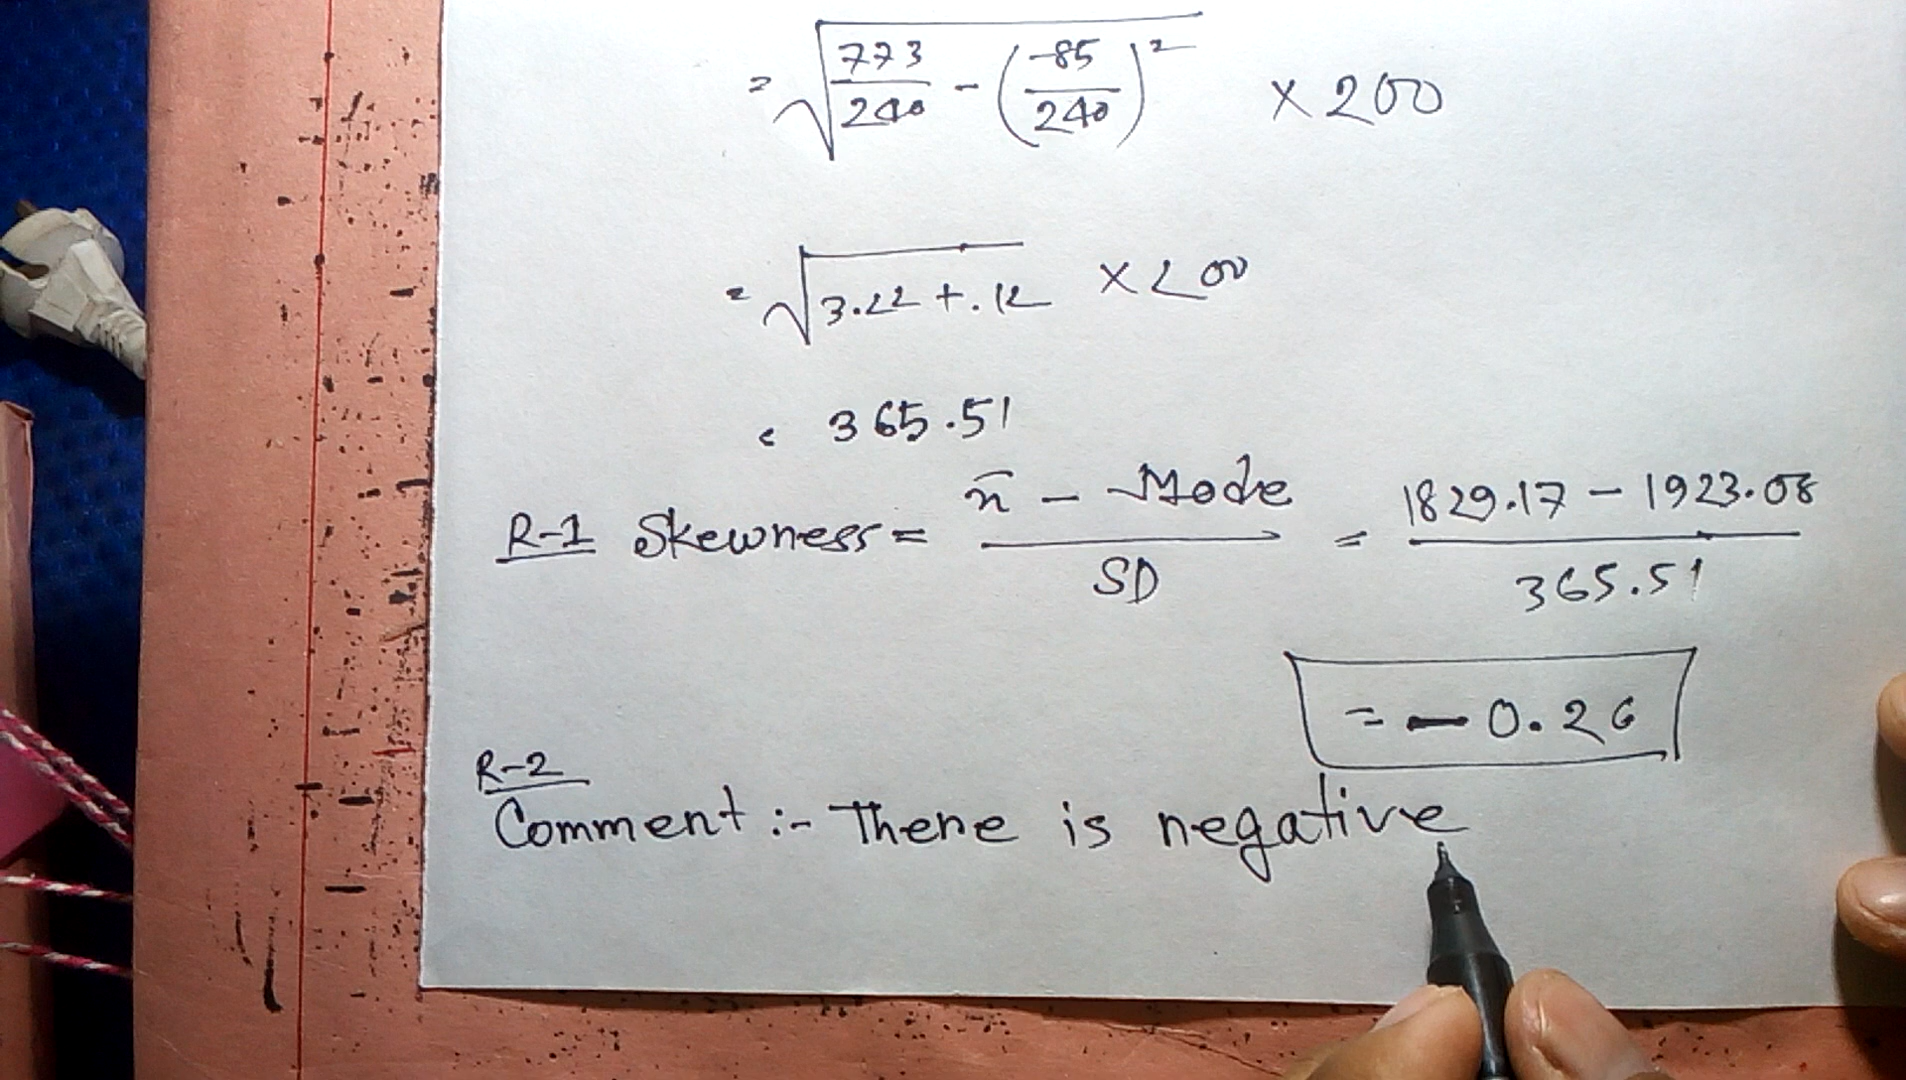 = √(773/240 - (-85/240)²) × 200
= √(3.22 + .12) × 200
= 365.51
R-1 Skewness = (x̄ - Mode)/SD = (1829.17 - 1923.08)/365.51
= - 0.26
R-2
Comment :- There is negative